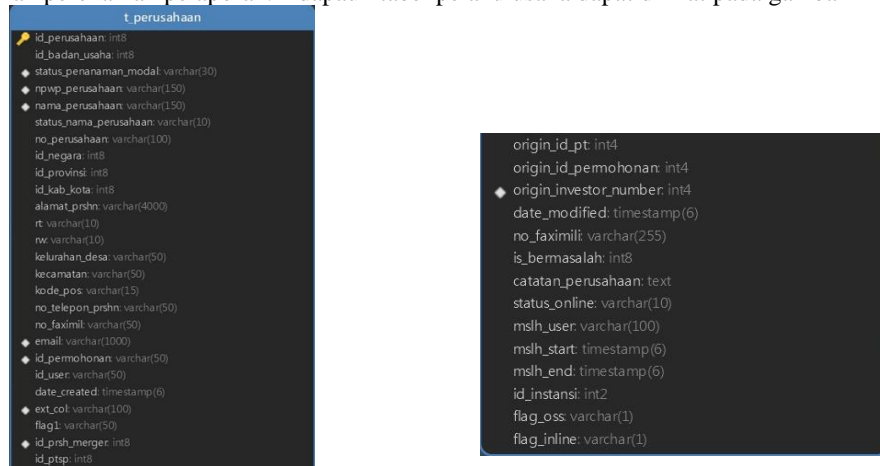 t_perusahaan
id_perusahaan: int8
id_badan_usaha: int8
status_penanaman_modal: varchar(30)
npwp_perusahaan: varchar(150)
nama_perusahaan: varchar(150)
status_nama_perusahaan: varchar(10)
no_perusahaan: varchar(100)
id_negara: int8
id_provinsi: int8
id_kab_kota: int8
alamat_prshn: varchar(4000)
rt: varchar(10)
rw: varchar(10)
kelurahan_desa: varchar(50)
kecamatan: varchar(50)
kode_pos: varchar(15)
no_telepon_prshn: varchar(50)
no_faximil: varchar(50)
email: varchar(1000)
id_permohonan: varchar(50)
id_user: varchar(50)
date_created: timestamp(6)
ext_col: varchar(100)
flag1: varchar(50)
id_prsh_merger: int8
id_ptsp: int8
origin_id_pt: int4
origin_id_permohonan: int4
origin_investor_number: int4
date_modified: timestamp(6)
no_faximili: varchar(255)
is_bermasalah: int8
catatan_perusahaan: text
status_online: varchar(10)
mslh_user: varchar(100)
mslh_start: timestamp(6)
mslh_end: timestamp(6)
id_instansi: int2
flag_oss: varchar(1)
flag_inline: varchar(1)